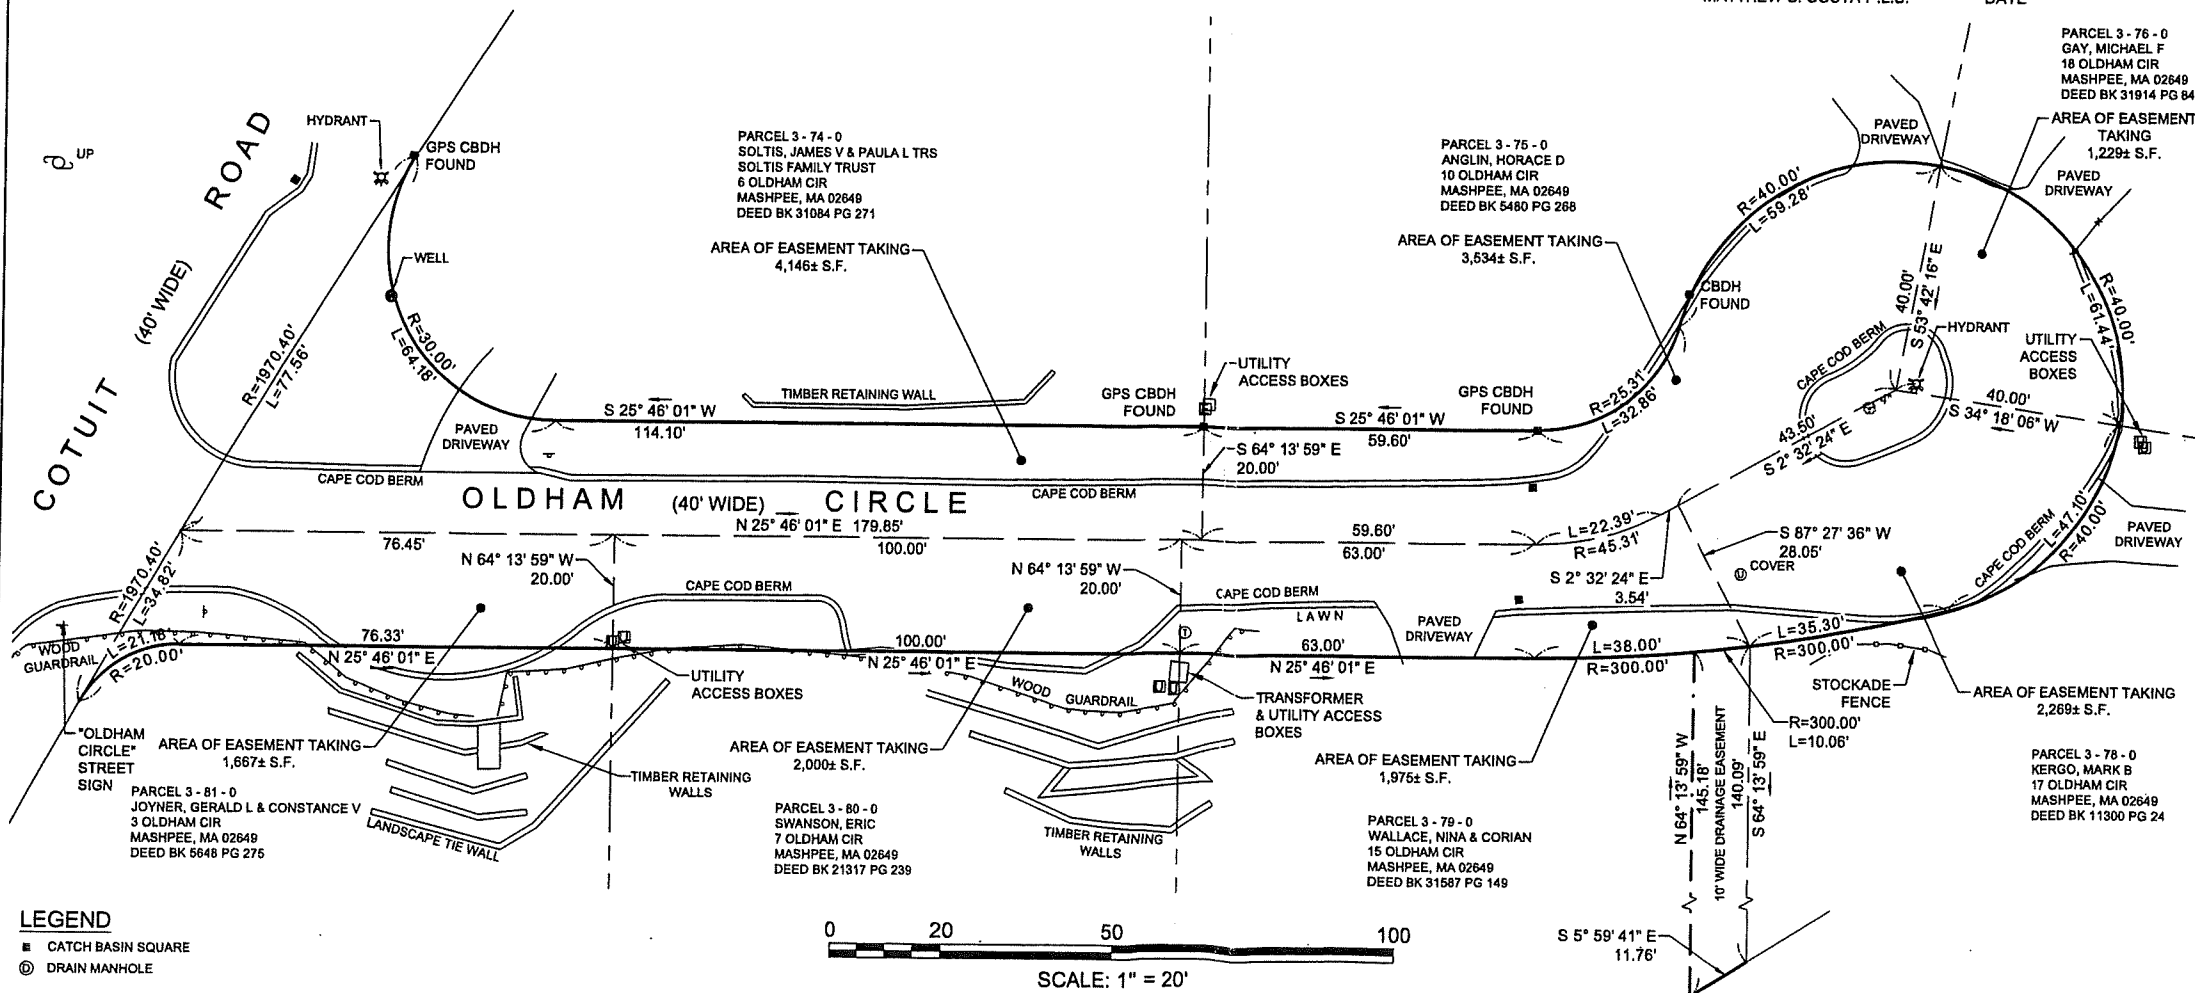 PARCEL 3 - 76 - 0
GAY, MICHAEL F
18 OLDHAM CIR
MASHPEE, MA 02649
DEED BK 31914 PG 84
AREA OF EASEMENT
TAKING
1,229± S.F.
PAVED
DRIVEWAY
PAVED
DRIVEWAY
HYDRANT
GPS CBDH
FOUND
UP
ROAD
(40' WIDE)
COTUIT
WELL
R=1970.40'
L=77.56'
R=30.00'
L=64.18'
PARCEL 3 - 74 - 0
SOLTIS, JAMES V & PAULA L TRS
SOLTIS FAMILY TRUST
6 OLDHAM CIR
MASHPEE, MA 02649
DEED BK 31084 PG 271
AREA OF EASEMENT TAKING
4,146± S.F.
PARCEL 3 - 75 - 0
ANGLIN, HORACE D
10 OLDHAM CIR
MASHPEE, MA 02649
DEED BK 5480 PG 268
AREA OF EASEMENT TAKING
3,534± S.F.
R=40.00'
L=59.28'
CBDH
FOUND
40.00'
S 53° 42' 16" E
HYDRANT
R=40.00'
L=61.44'
UTILITY
ACCESS
BOXES
CAPE COD BERM
40.00'
S 34° 18' 06" W
43.50'
S 2° 32' 24" E
UTILITY
ACCESS BOXES
GPS CBDH
FOUND
GPS CBDH
FOUND
TIMBER RETAINING WALL
S 25° 46' 01" W
114.10'
S 25° 46' 01" W
59.60'
R=25.31'
L=32.86'
PAVED
DRIVEWAY
S 64° 13' 59" E
20.00'
CAPE COD BERM
CAPE COD BERM
OLDHAM (40' WIDE) CIRCLE
N 25° 46' 01" E 179.85'
76.45'
100.00'
59.60'
63.00'
L=22.39'
R=45.31'
S 87° 27' 36" W
28.05'
COVER
S 2° 32' 24" E
3.54'
L=47.10'
R=40.00'
CAPE COD BERM
PAVED
DRIVEWAY
N 64° 13' 59" W
20.00'
N 64° 13' 59" W
20.00'
R=1970.40'
L=34.82'
CAPE COD BERM
CAPE COD BERM
LAWN
PAVED
DRIVEWAY
WOOD
GUARDRAIL
L=21.18'
R=20.00'
76.33'
N 25° 46' 01" E
100.00'
N 25° 46' 01" E
63.00'
N 25° 46' 01" E
L=38.00'
R=300.00'
L=35.30'
R=300.00'
UTILITY
ACCESS BOXES
WOOD GUARDRAIL
TRANSFORMER
& UTILITY ACCESS
BOXES
STOCKADE
FENCE
AREA OF EASEMENT TAKING
2,269± S.F.
R=300.00'
L=10.06'
"OLDHAM
CIRCLE"
STREET
SIGN
AREA OF EASEMENT TAKING
1,667± S.F.
AREA OF EASEMENT TAKING
2,000± S.F.
AREA OF EASEMENT TAKING
1,975± S.F.
PARCEL 3 - 81 - 0
JOYNER, GERALD L & CONSTANCE V
3 OLDHAM CIR
MASHPEE, MA 02649
DEED BK 5648 PG 275
TIMBER RETAINING
WALLS
LANDSCAPE TIE WALL
PARCEL 3 - 80 - 0
SWANSON, ERIC
7 OLDHAM CIR
MASHPEE, MA 02649
DEED BK 21317 PG 239
TIMBER RETAINING
WALLS
PARCEL 3 - 79 - 0
WALLACE, NINA & CORIAN
15 OLDHAM CIR
MASHPEE, MA 02649
DEED BK 31587 PG 149
N 64° 13' 59" W
145.18'
10' WIDE DRAINAGE EASEMENT
140.09'
S 64° 13' 59" E
PARCEL 3 - 78 - 0
KERGO, MARK B
17 OLDHAM CIR
MASHPEE, MA 02649
DEED BK 11300 PG 24
S 5° 59' 41" E
11.76'
LEGEND
CATCH BASIN SQUARE
D DRAIN MANHOLE
0 20 50 100
SCALE: 1" = 20'